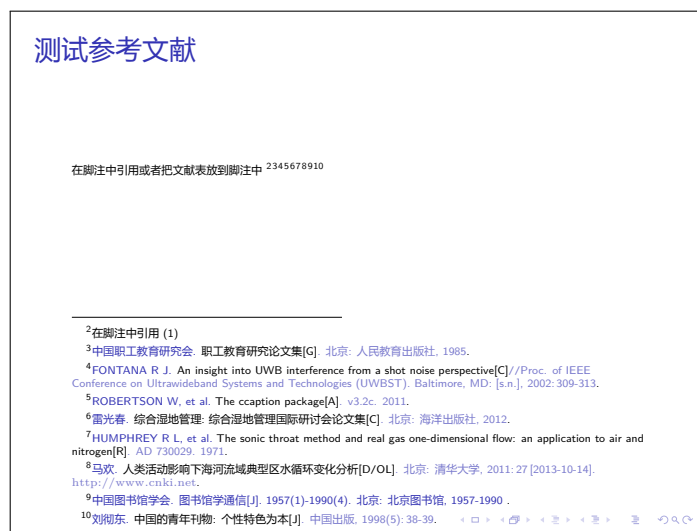 测试参考文献
在脚注中引用或者把文献表放到脚注中 2345678910
2在脚注中引用 (1)
3中国职工教育研究会. 职工教育研究论文集[G]. 北京: 人民教育出版社, 1985.
4FONTANA R J. An insight into UWB interference from a shot noise perspective[C]//Proc. of IEEE
Conference on Ultrawideband Systems and Technologies (UWBST). Baltimore, MD: [s.n.], 2002: 309-313.
5ROBERTSON W, et al. The ccaption package[A]. v3.2c. 2011.
6雷光春. 综合湿地管理: 综合湿地管理国际研讨会论文集[C]. 北京: 海洋出版社, 2012.
7HUMPHREY R L, et al. The sonic throat method and real gas one-dimensional flow: an application to air and
nitrogen[R]. AD 730029. 1971.
8马欢. 人类活动影响下海河流域典型区水循环变化分析[D/OL]. 北京: 清华大学, 2011: 27 [2013-10-14].
http://www.cnki.net.
9中国图书馆学会. 图书馆学通信[J]. 1957(1)-1990(4). 北京: 北京图书馆, 1957-1990 .
10刘彻东. 中国的青年刊物: 个性特色为本[J]. 中国出版, 1998(5): 38-39.